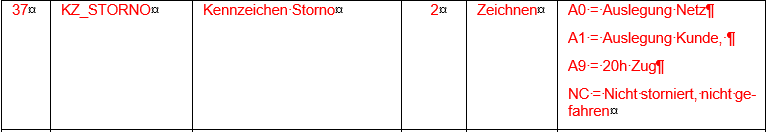 37¤ KZ_STORNO¤ Kennzeichen·Storno¤ 2¤ Zeichnen¤ A0·=·Auslegung·Netz¶
A1·=·Auslegung·Kunde,·¶
A9·=·20h·Zug¶
NC·=·Nicht·storniert,·nicht·ge-
fahren¤